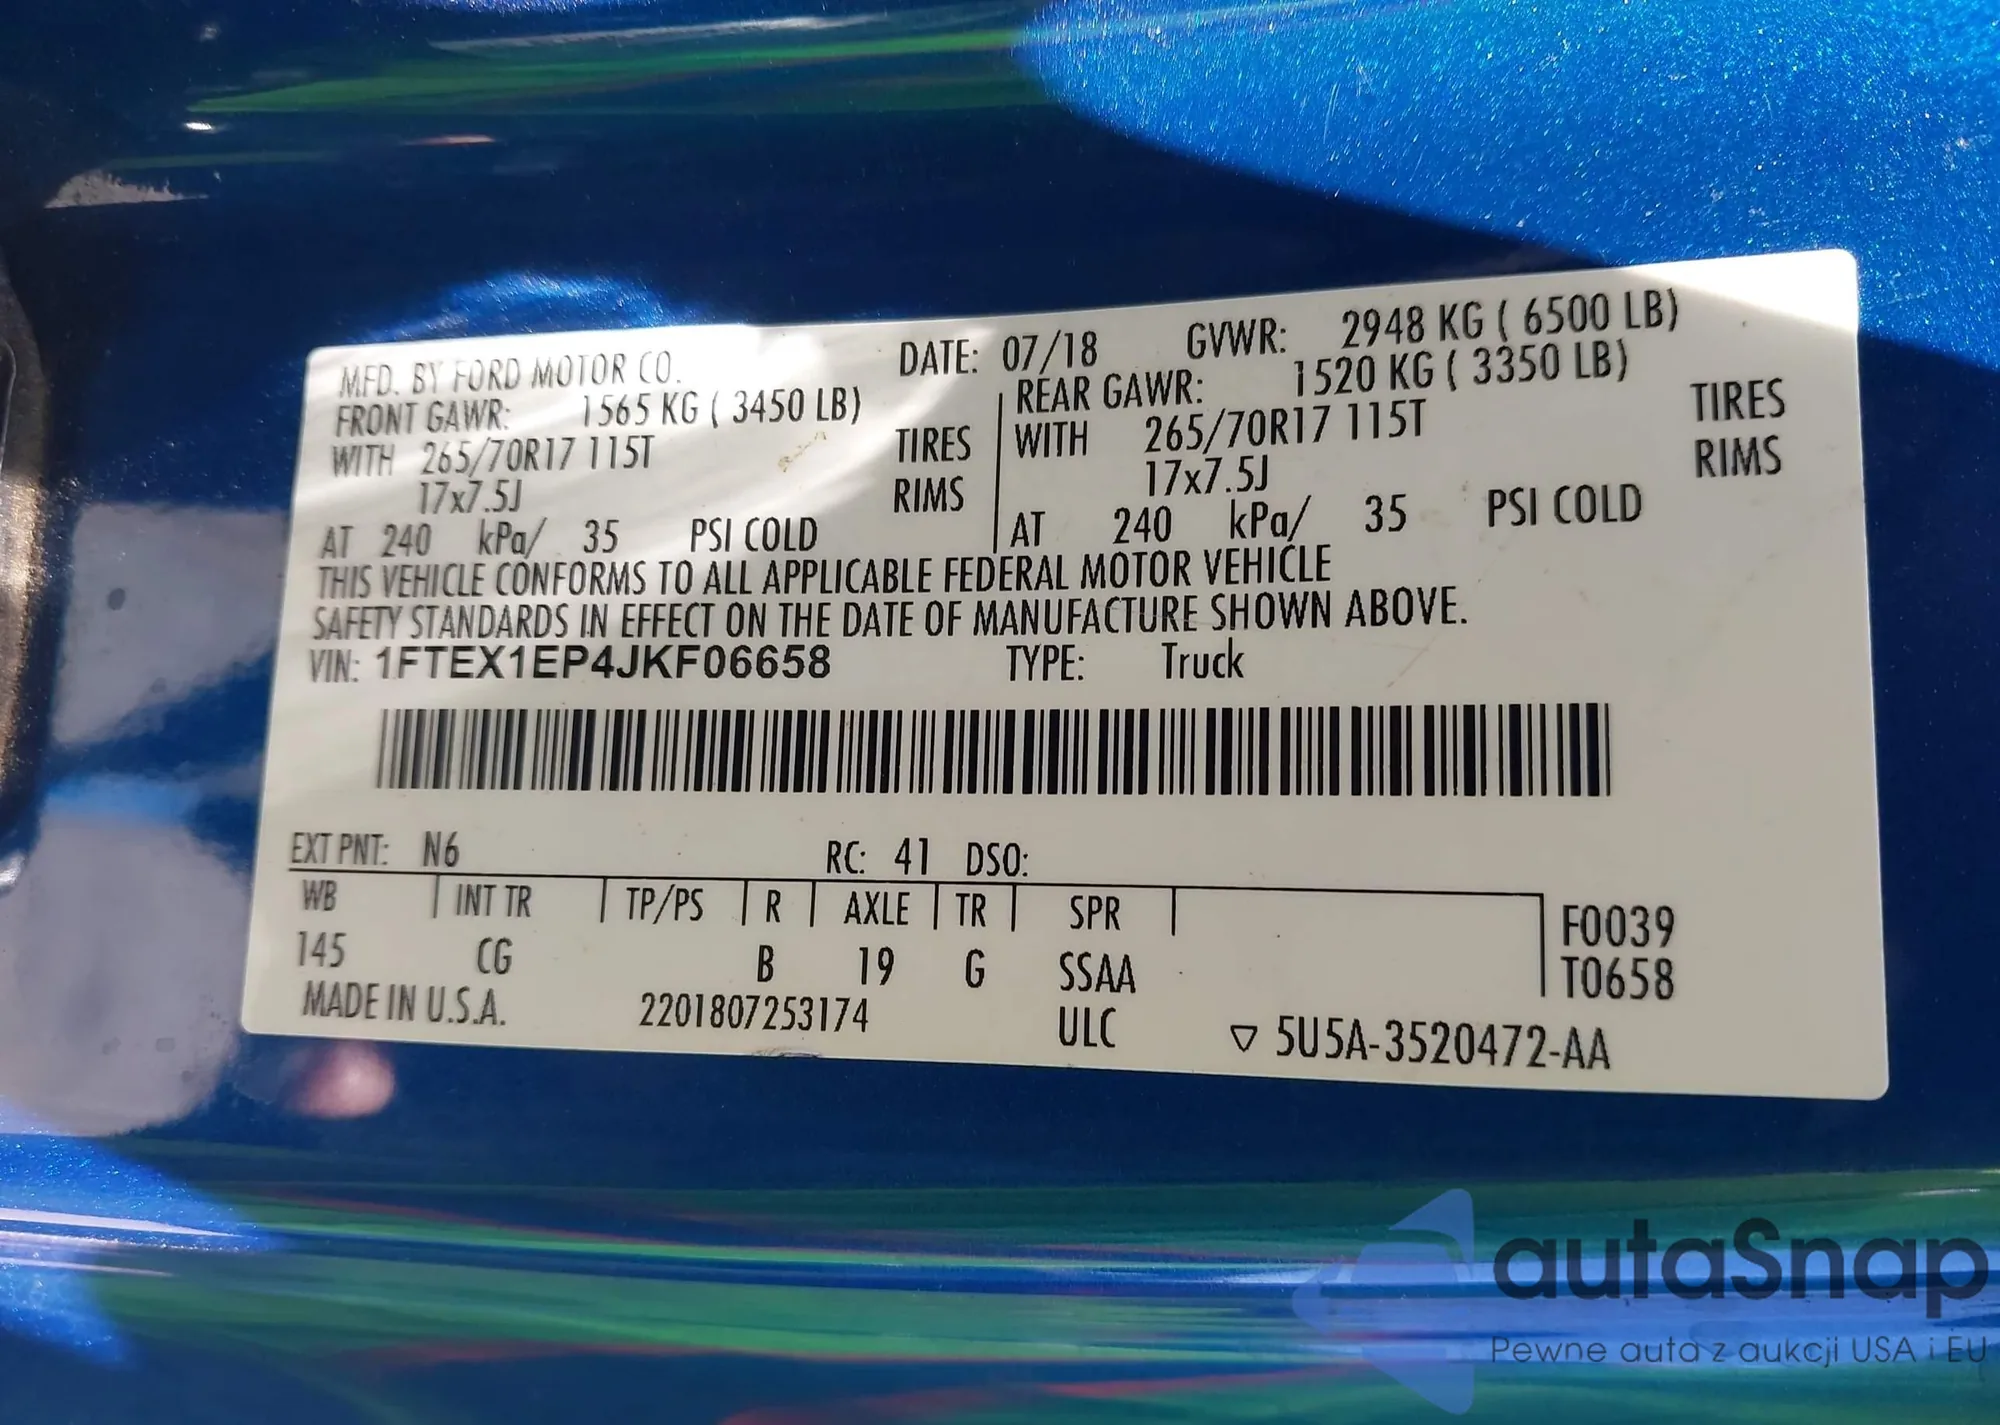 MFD. BY FORD MOTOR CO. DATE: 07/18 GVWR: 2948 KG ( 6500 LB)
FRONT GAWR: 1565 KG ( 3450 LB) REAR GAWR: 1520 KG ( 3350 LB)
WITH 265/70R17 115T TIRES WITH 265/70R17 115T TIRES
17x7.5J RIMS 17x7.5J RIMS
AT 240 kPa/ 35 PSI COLD AT 240 kPa/ 35 PSI COLD
THIS VEHICLE CONFORMS TO ALL APPLICABLE FEDERAL MOTOR VEHICLE
SAFETY STANDARDS IN EFFECT ON THE DATE OF MANUFACTURE SHOWN ABOVE.
VIN: 1FTEX1EP4JKF06658 TYPE: Truck
EXT PNT: N6 RC: 41 DSO:
WB INT TR TP/PS R AXLE TR SPR F0039
145 CG B 19 G SSAA T0658
MADE IN U.S.A. 2201807253174 ULC ▽ 5U5A-3520472-AA
autaSnap
Pewne auta z aukcji USA i EU